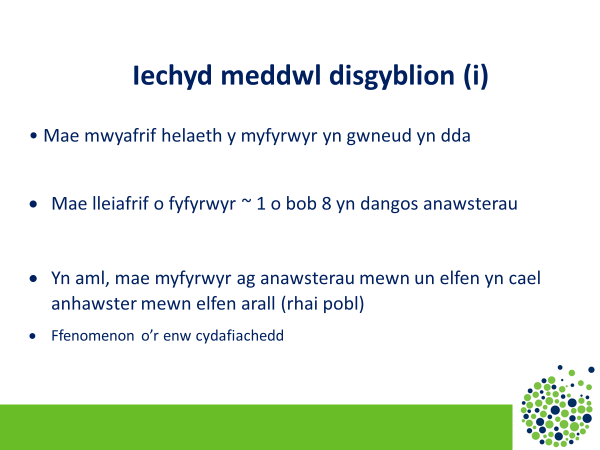 Iechyd meddwl disgyblion (i)
• Mae mwyafrif helaeth y myfyrwyr yn gwneud yn dda
• Mae lleiafrif o fyfyrwyr ~ 1 o bob 8 yn dangos anawsterau
• Yn aml, mae myfyrwyr ag anawsterau mewn un elfen yn cael
anhawster mewn elfen arall (rhai pobl)
• Ffenomenon o’r enw cydafiachedd